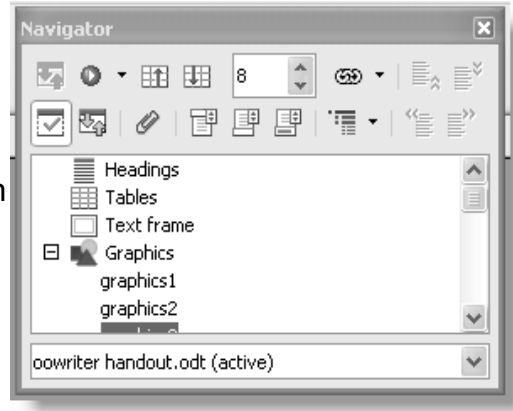 Navigator
8
Headings
Tables
Text frame
Graphics
graphics1
graphics2
oowriter handout.odt (active)